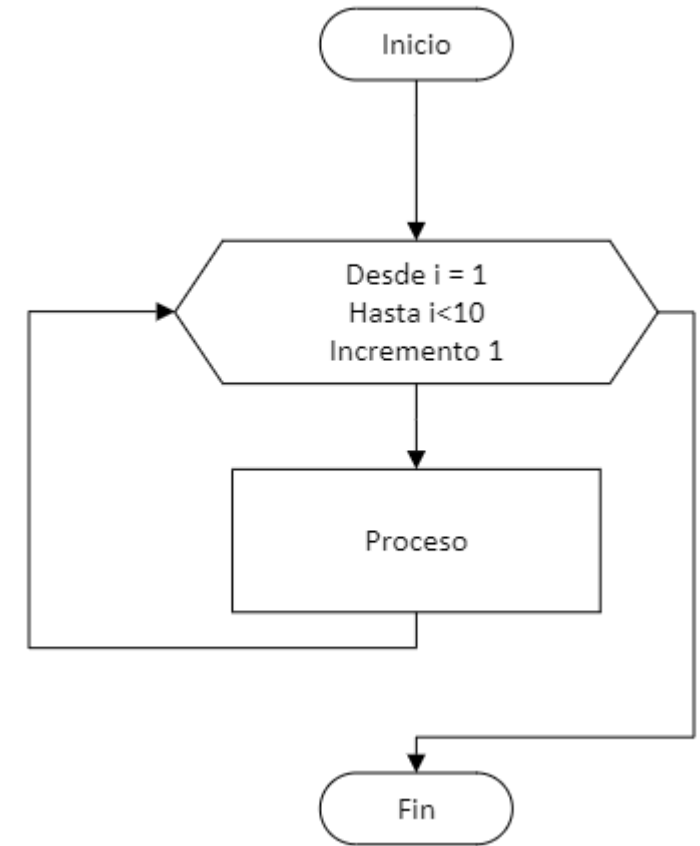 Inicio
Desde i = 1
Hasta i<10
Incremento 1
Proceso
Fin